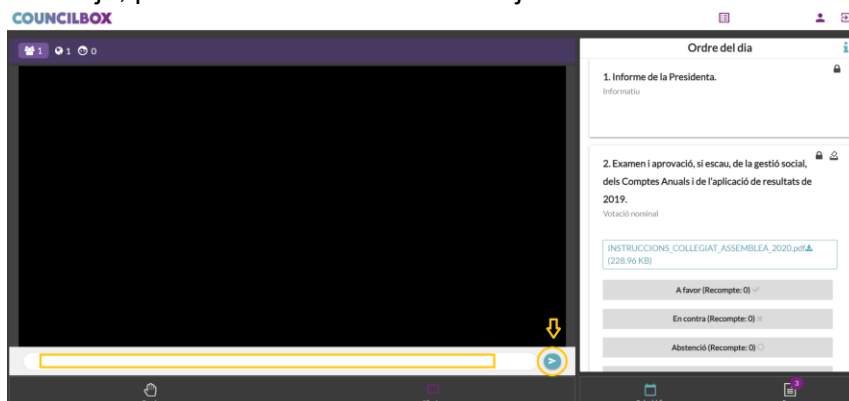 COUNCILBOX
1 1 0
Ordre del dia
1. Informe de la Presidenta.
Informatiu
2. Examen i aprovació, si escau, de la gestió social,
dels Comptes Anuals i de l'aplicació de resultats de
2019.
Votació nominal
INSTRUCCIONS_COLLEGIAT_ASSEMBLEA_2020.pdf
(228.96 KB)
A favor (Recompte: 0)
En contra (Recompte: 0)
Abstenció (Recompte: 0)
3